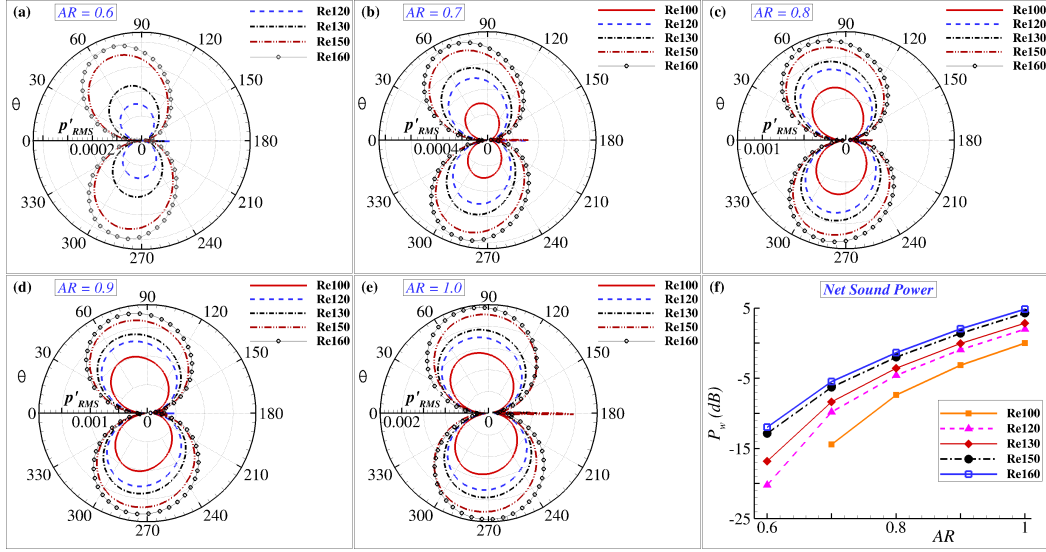 (a)
AR = 0.6
Re120
Re130
Re150
Re160
90
60
120
30
150
θ
p'RMS
0
0.0002
0
180
330
210
300
240
270
(b)
AR = 0.7
Re100
Re120
Re130
Re150
Re160
90
60
120
30
150
θ
p'RMS
0
0.0004
0
180
330
210
300
240
270
(c)
AR = 0.8
Re100
Re120
Re130
Re150
Re160
90
60
120
30
150
θ
p'RMS
0
0.001
0
180
330
210
300
240
270
(d)
AR = 0.9
Re100
Re120
Re130
Re150
Re160
90
60
120
30
150
θ
p'RMS
0
0.001
0
180
330
210
300
240
270
(e)
AR = 1.0
Re100
Re120
Re130
Re150
Re160
90
60
120
30
150
θ
p'RMS
0
0.002
0
180
330
210
300
240
270
(f)
Net Sound Power
5
-5
-15
-25
Pw (dB)
Re100
Re120
Re130
Re150
Re160
0.6
0.8
1
AR